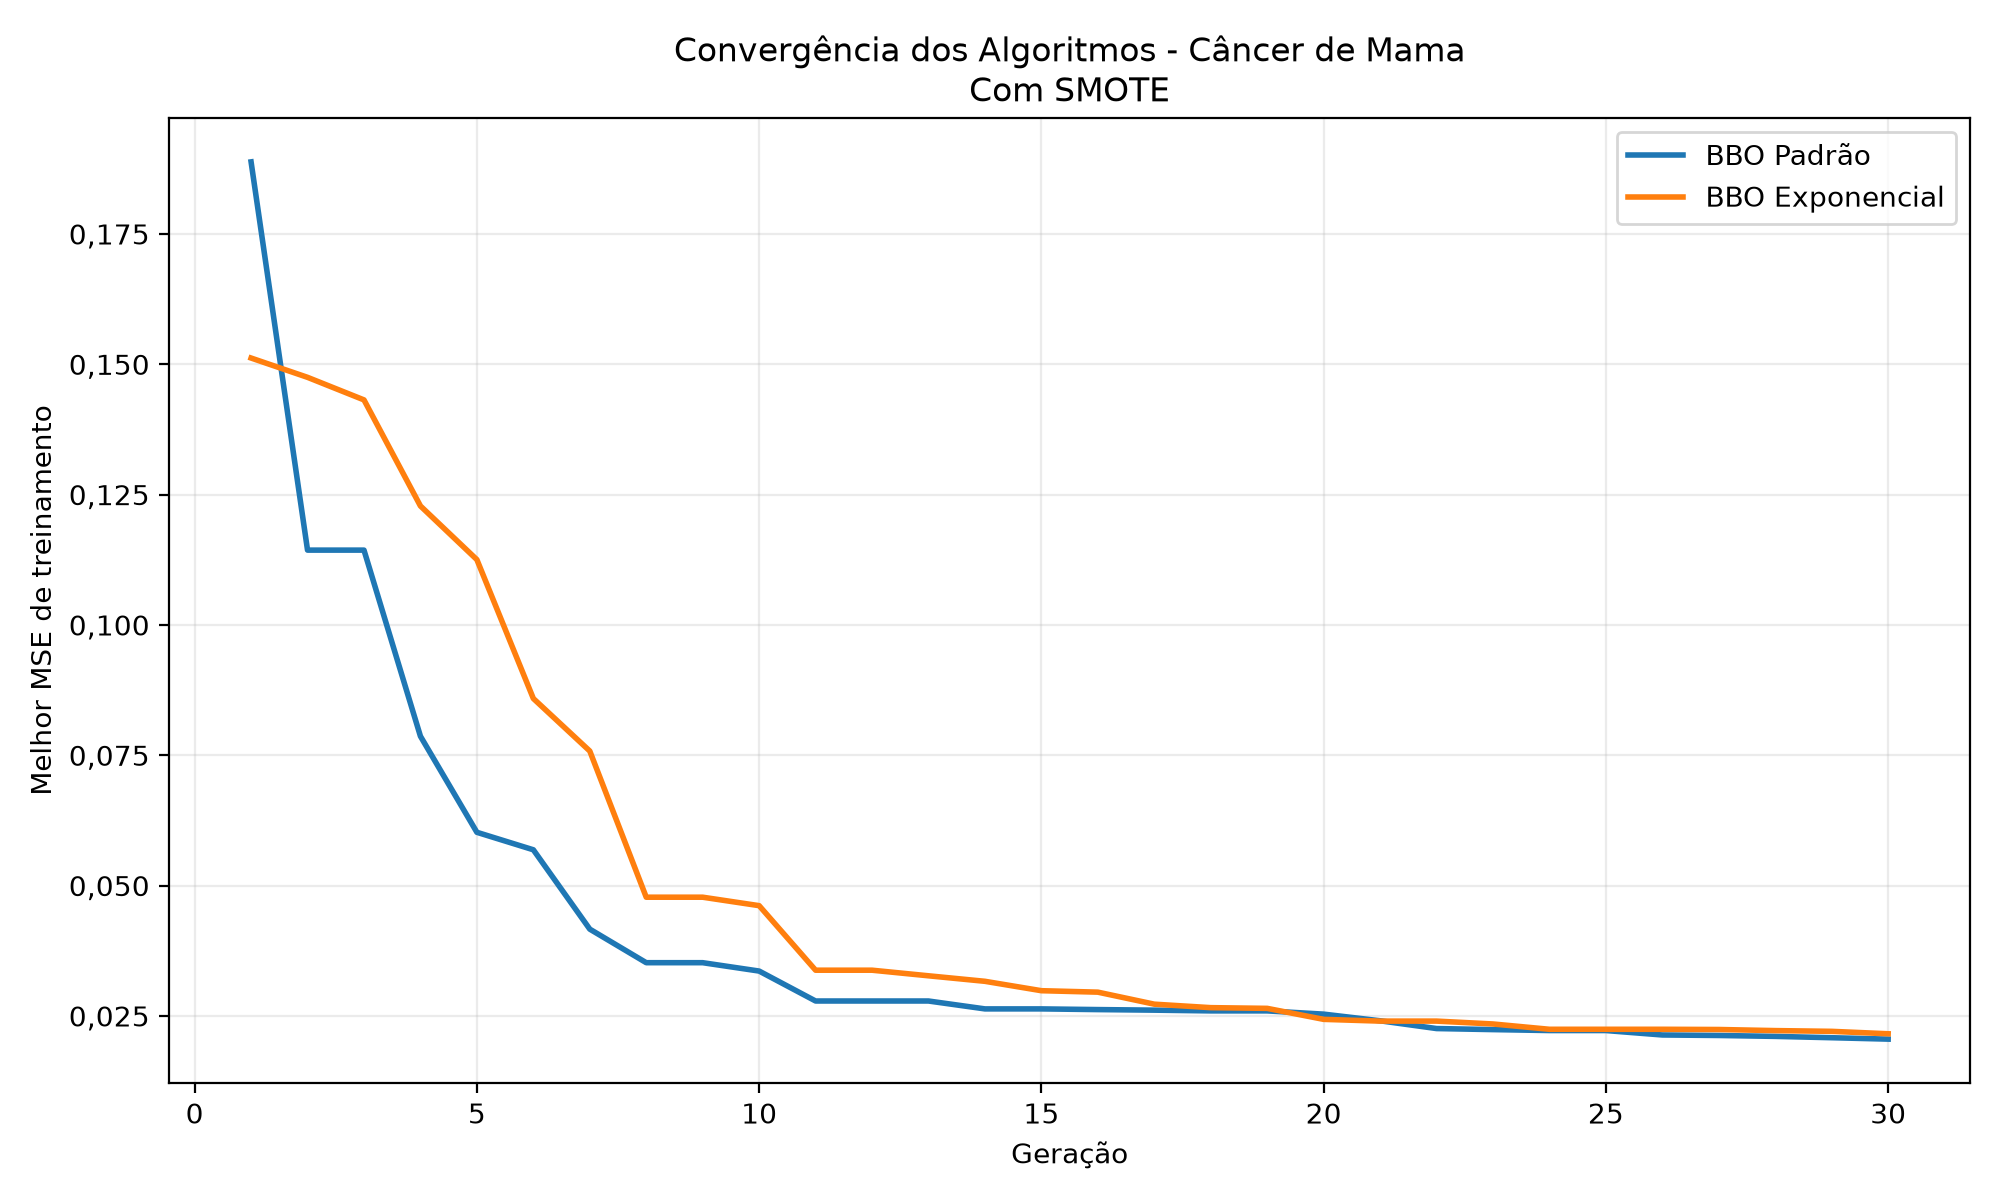 Convergência dos Algoritmos - Câncer de Mama
Com SMOTE
BBO Padrão
BBO Exponencial
Melhor MSE de treinamento
0,175
0,150
0,125
0,100
0,075
0,050
0,025
0 5 10 15 20 25 30
Geração